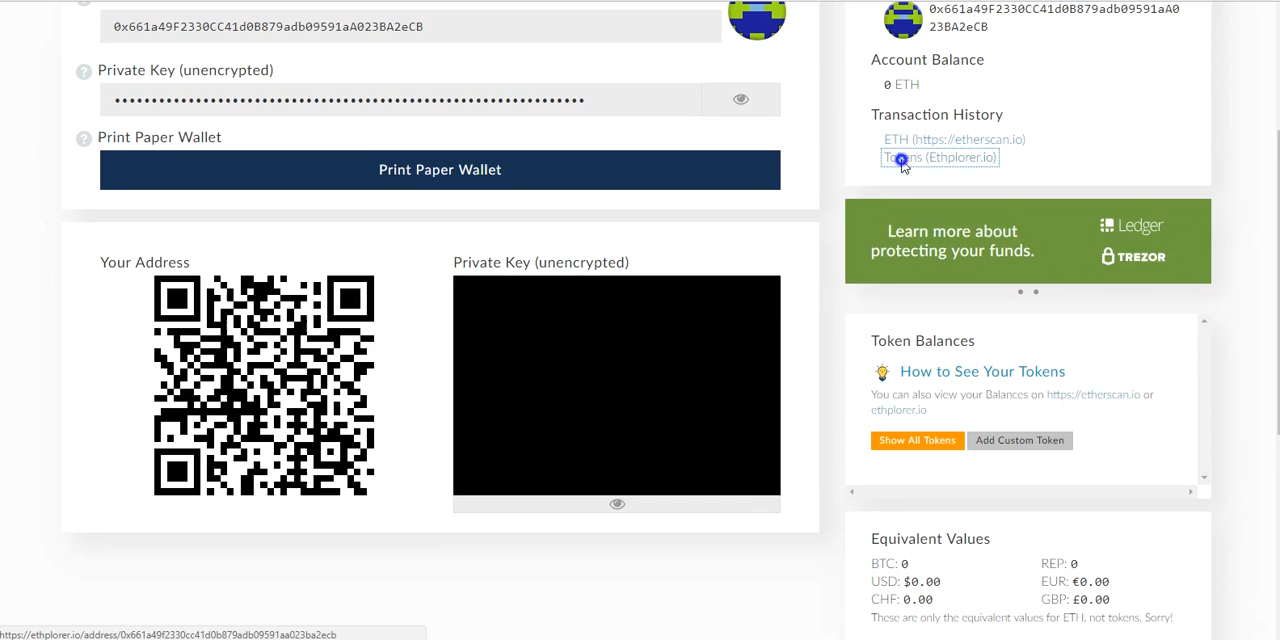 0x661a49F2330CC41d0B879adb09591aA023BA2eCB
Private Key (unencrypted)
Print Paper Wallet
Print Paper Wallet
Your Address
Private Key (unencrypted)
0x661a49F2330CC41d0B879adb09591aA0
23BA2eCB
Account Balance
0 ETH
Transaction History
ETH (https://etherscan.io)
Tokens (Ethplorer.io)
Learn more about
protecting your funds.
Ledger
TREZOR
Token Balances
How to See Your Tokens
You can also view your Balances on https://etherscan.io or
ethplorer.io
Show All Tokens
Add Custom Token
Equivalent Values
BTC: 0
REP: 0
USD: $0.00
EUR: €0.00
CHF: 0.00
GBP: £0.00
These are only the equivalent values for ETH, not tokens. Sorry!
https://ethplorer.io/address/0x661a49f2330cc41d0b879adb09591aa023ba2ecb